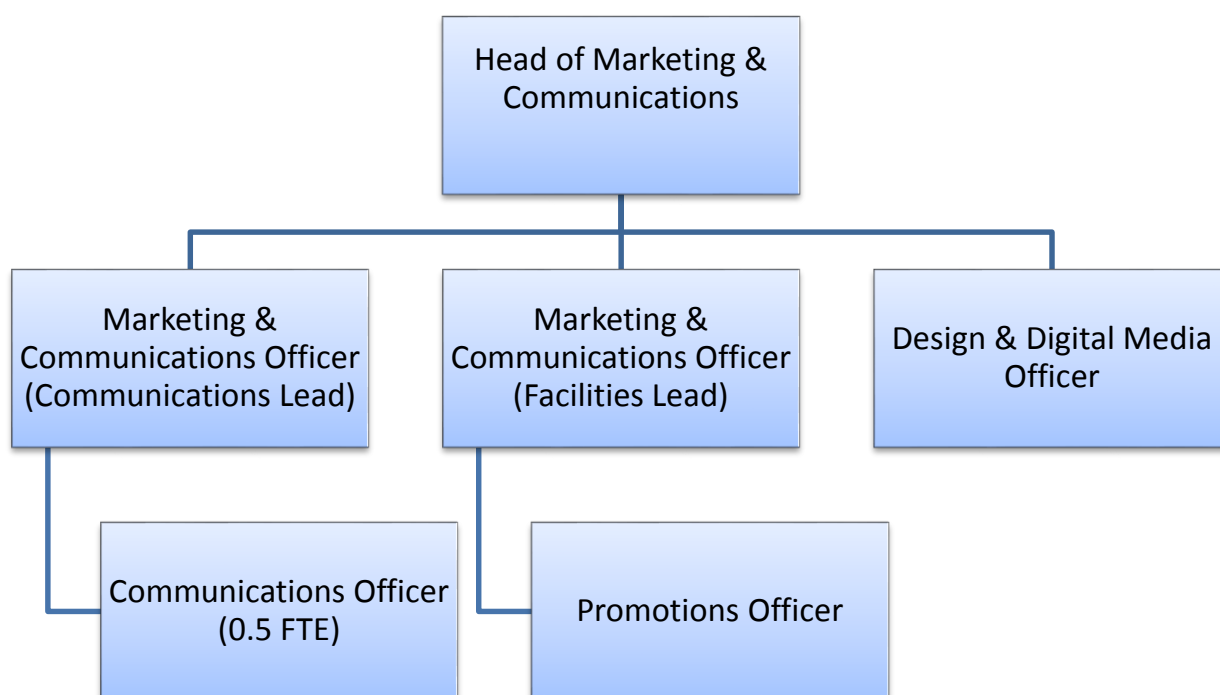 Head of Marketing &
Communications
Marketing &
Communications Officer
(Communications Lead)
Marketing &
Communications Officer
(Facilities Lead)
Design & Digital Media
Officer
Communications Officer
(0.5 FTE)
Promotions Officer